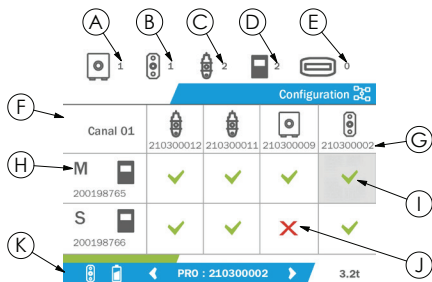 A B C D E
1 1 2 2 0
Configuration
F Canal 01
210300012 210300011 210300009 210300002 G
H M
200198765
I
S
200198766
J
K PRO : 210300002 3.2t